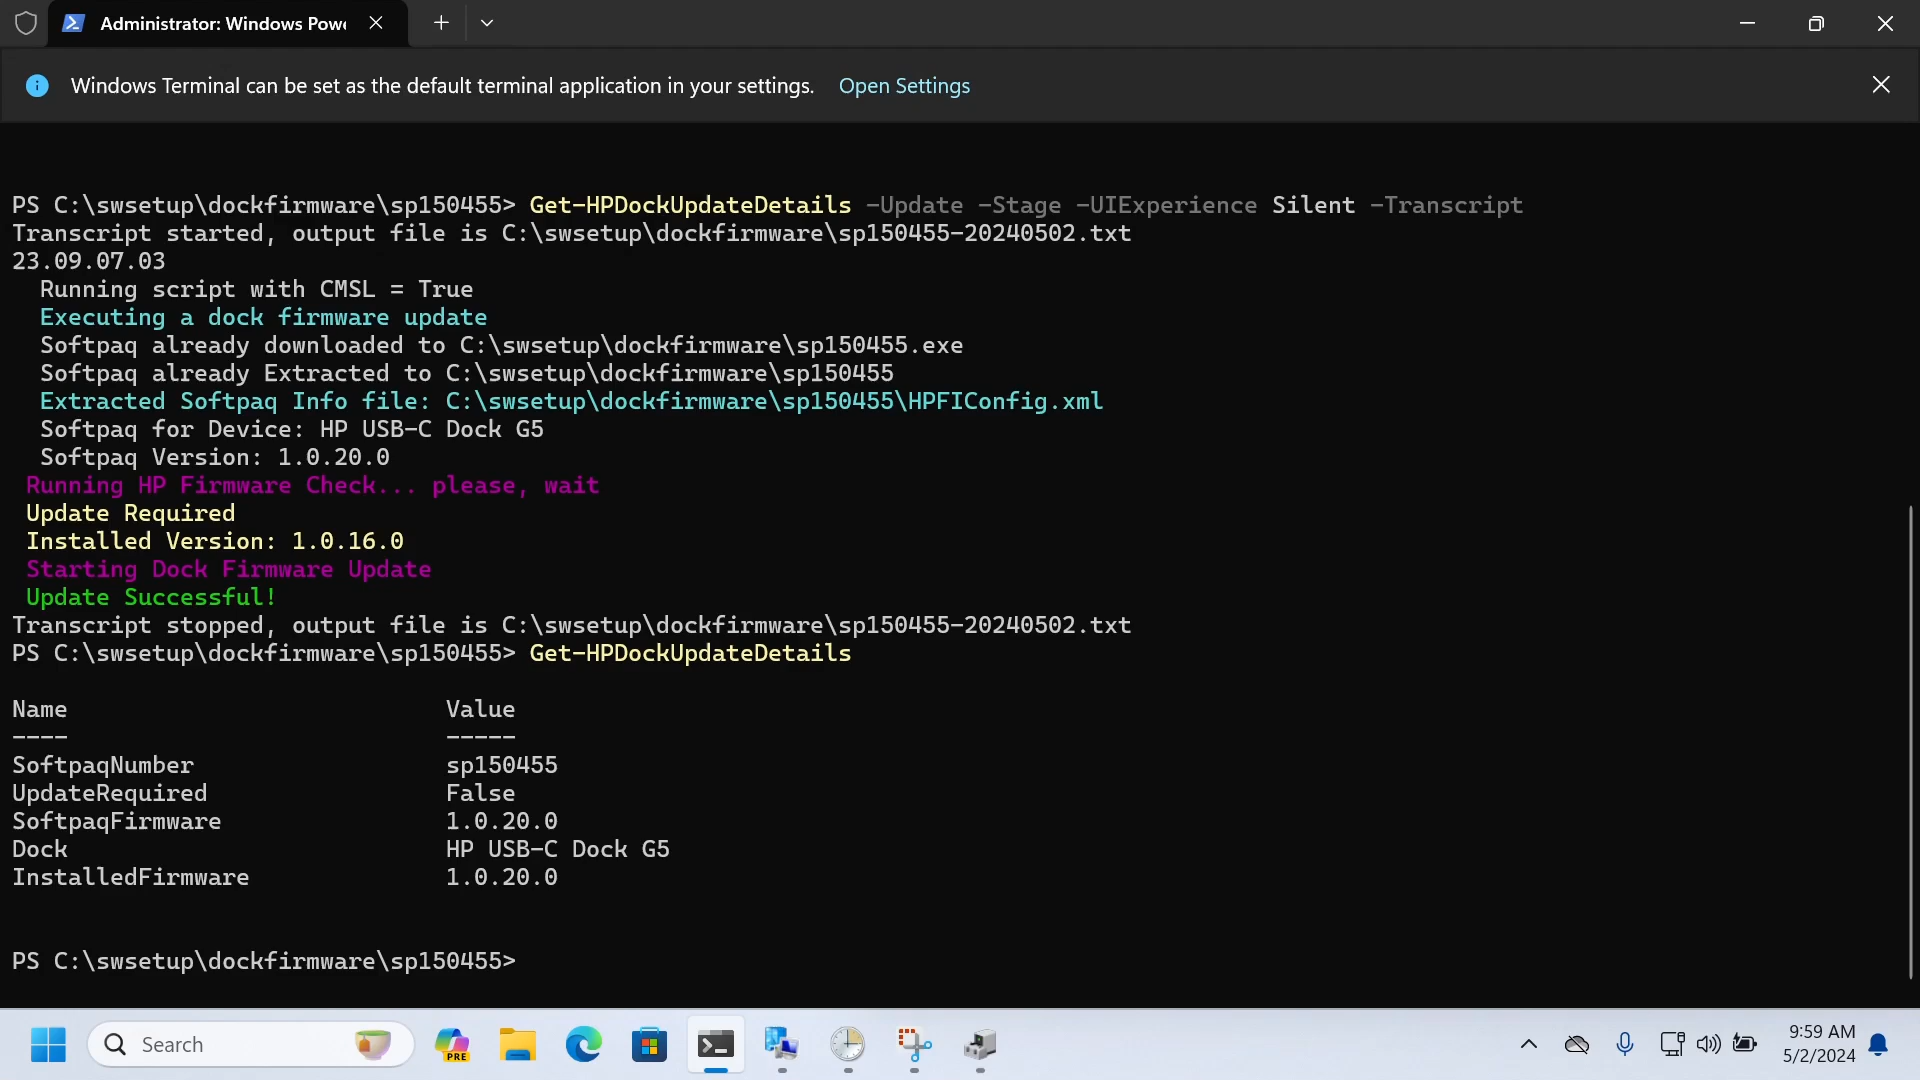 Administrator: Windows Powe
Windows Terminal can be set as the default terminal application in your settings. Open Settings
PS C:\swsetup\dockfirmware\sp150455> Get-HPDockUpdateDetails -Update -Stage -UIExperience Silent -Transcript
Transcript started, output file is C:\swsetup\dockfirmware\sp150455-20240502.txt
23.09.07.03
Running script with CMSL = True
Executing a dock firmware update
Softpaq already downloaded to C:\swsetup\dockfirmware\sp150455.exe
Softpaq already Extracted to C:\swsetup\dockfirmware\sp150455
Extracted Softpaq Info file: C:\swsetup\dockfirmware\sp150455\HPFIConfig.xml
Softpaq for Device: HP USB-C Dock G5
Softpaq Version: 1.0.20.0
Running HP Firmware Check... please, wait
Update Required
Installed Version: 1.0.16.0
Starting Dock Firmware Update
Update Successful!
Transcript stopped, output file is C:\swsetup\dockfirmware\sp150455-20240502.txt
PS C:\swsetup\dockfirmware\sp150455> Get-HPDockUpdateDetails
Name Value
---- -----
SoftpaqNumber sp150455
UpdateRequired False
SoftpaqFirmware 1.0.20.0
Dock HP USB-C Dock G5
InstalledFirmware 1.0.20.0
PS C:\swsetup\dockfirmware\sp150455>
Search
PRE
9:59 AM
5/2/2024